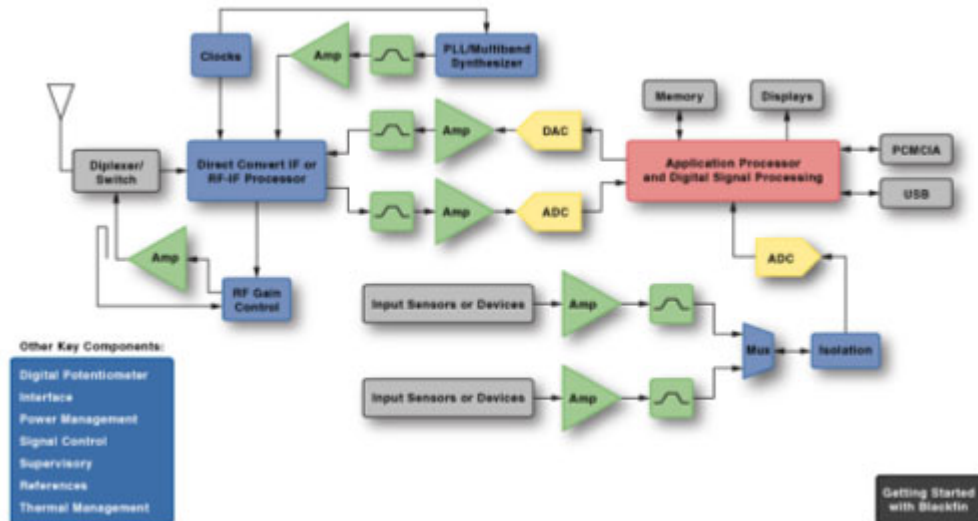 Clocks
Amp
PLL/Multiband
Synthesizer
Memory
Displays
Diplexer/
Switch
Direct Convert IF or
RF-IF Processor
Amp
DAC
Application Processor
and Digital Signal Processing
PCMCIA
USB
Amp
ADC
Amp
RF Gain
Control
ADC
Input Sensors or Devices
Amp
Mux
Isolation
Input Sensors or Devices
Amp
Other Key Components:
Digital Potentiometer
Interface
Power Management
Signal Control
Supervisory
References
Thermal Management
Getting Started
with Blackfin